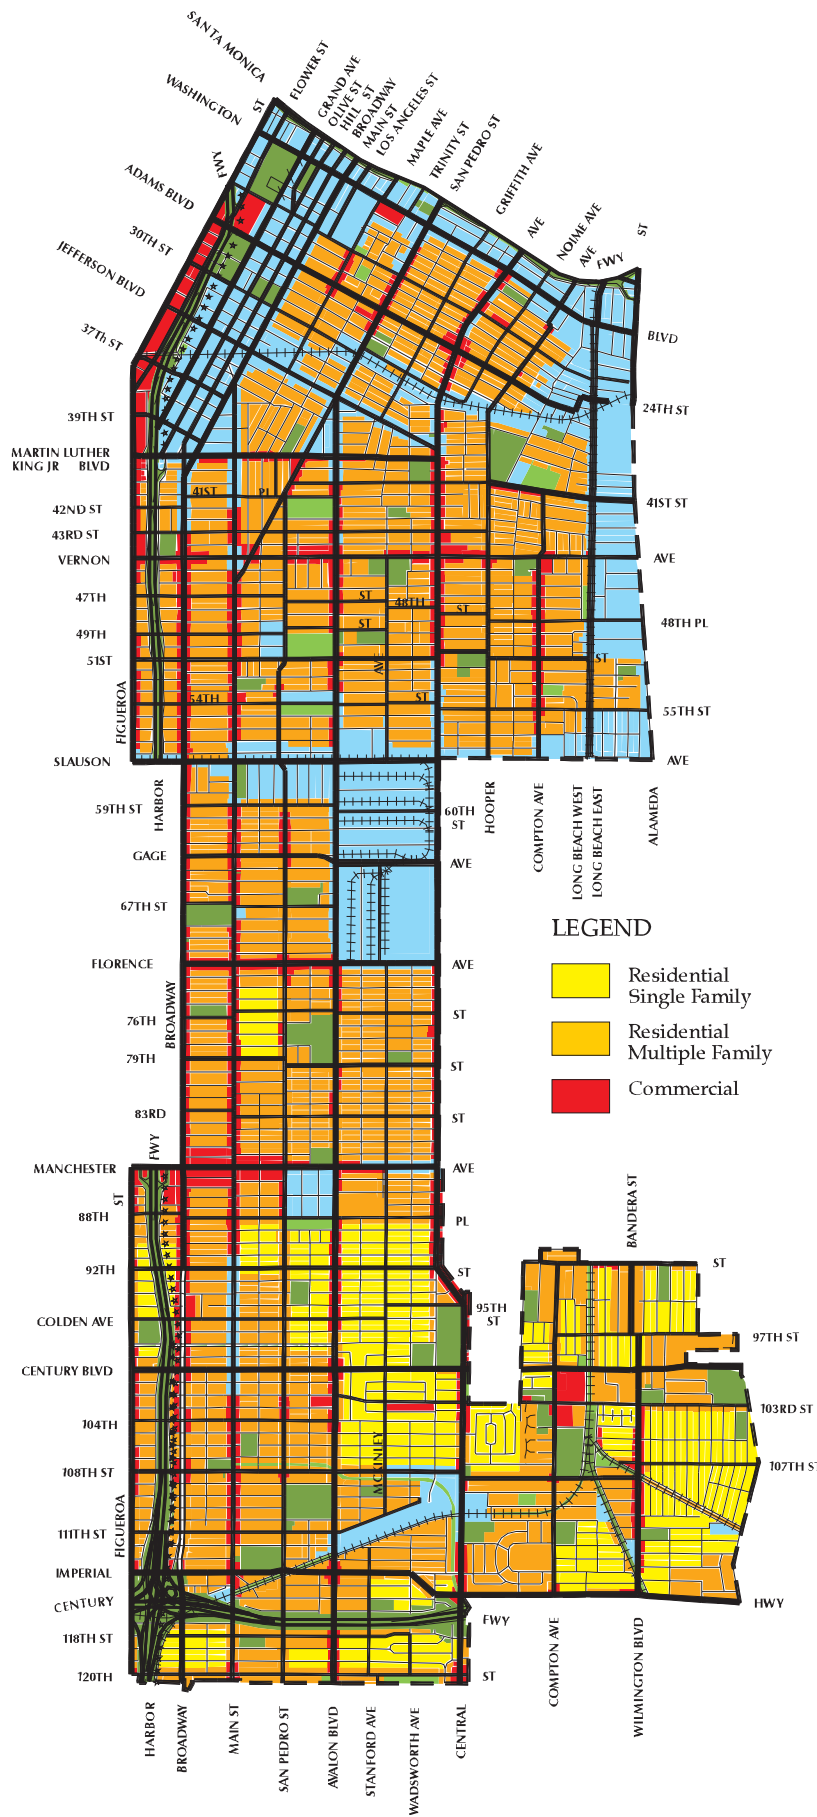 SANTA MONICA
FLOWER ST
GRAND AVE
OLIVE ST
HILL ST
BROADWAY
MAIN ST
LOS ANGELES ST
MAPLE AVE
TRINITY ST
SAN PEDRO ST
GRIFFITH AVE
WASHINGTON
ST
AVE
NOIME AVE
AVE
FWY
ST
FWY
ADAMS BLVD
30TH ST
JEFFERSON BLVD
37Th ST
BLVD
39TH ST
24TH ST
MARTIN LUTHER
KING JR BLVD
41ST
PL
41ST ST
42ND ST
43RD ST
VERNON
AVE
47TH
ST
48TH
ST
ST
48TH PL
49TH
51ST
ST
AVE
54TH
ST
55TH ST
FIGUEROA
SLAUSON
AVE
HARBOR
59TH ST
60TH
ST
HOOPER
COMPTON AVE
LONG BEACH WEST
LONG BEACH EAST
ALAMEDA
GAGE
AVE
67TH ST
LEGEND
FLORENCE
AVE
Residential
Single Family
BROADWAY
76TH
ST
Residential
Multiple Family
79TH
ST
Commercial
83RD
ST
FWY
MANCHESTER
AVE
ST
88TH
PL
BANDERA ST
92TH
ST
ST
95TH
ST
COLDEN AVE
97TH ST
CENTURY BLVD
103RD ST
104TH
MCKINLEY
107TH ST
108TH ST
FIGUEROA
111TH ST
IMPERIAL
CENTURY
HWY
FWY
118TH ST
120TH
ST
HARBOR
BROADWAY
MAIN ST
SAN PEDRO ST
AVALON BLVD
STANFORD AVE
WADSWORTH AVE
CENTRAL
COMPTON AVE
WILMINGTON BLVD